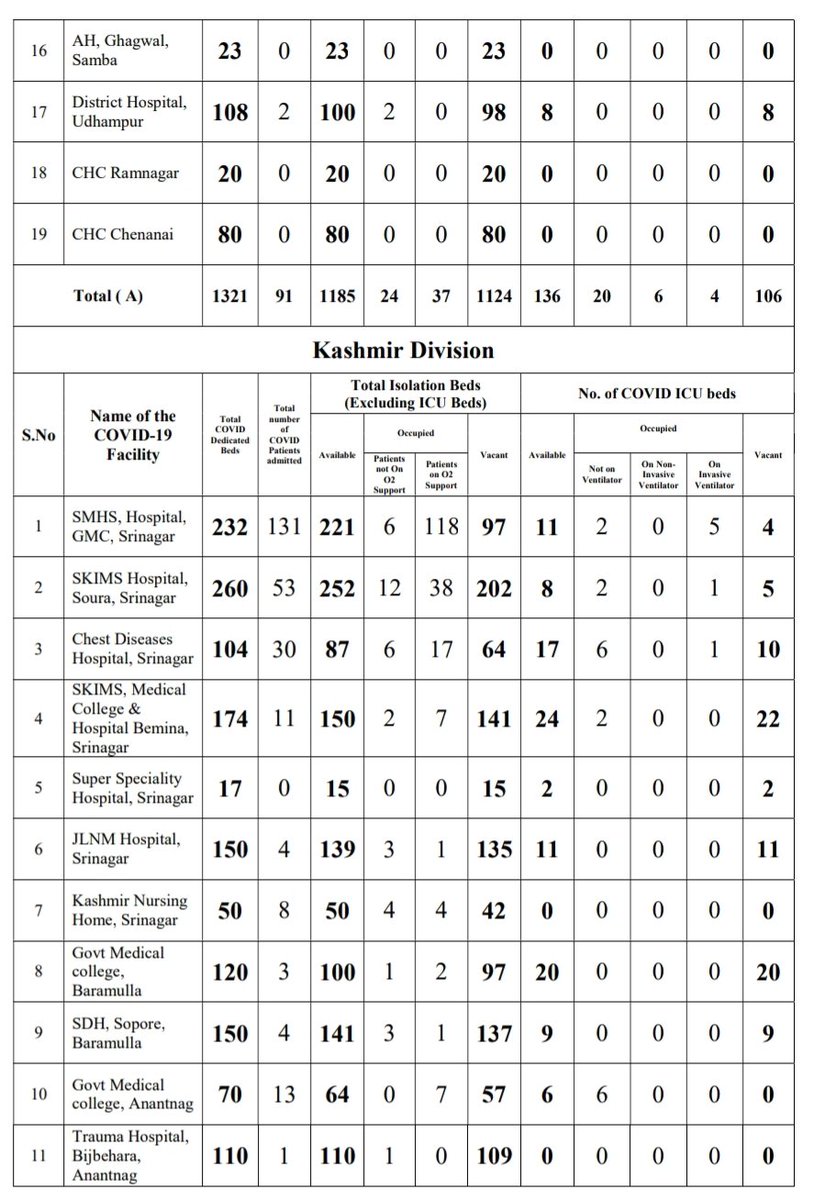 16 AH, Ghagwal, Samba 23 0 23 0 0 23 0 0 0 0 0
17 District Hospital, Udhampur 108 2 100 2 0 98 8 0 0 0 8
18 CHC Ramnagar 20 0 20 0 0 20 0 0 0 0 0
19 CHC Chenanai 80 0 80 0 0 80 0 0 0 0 0
Total ( A) 1321 91 1185 24 37 1124 136 20 6 4 106
Kashmir Division
S.No
Name of the
COVID-19
Facility
Total
COVID
Dedicated
Beds
Total
number
of
COVID
Patients
admitted
Total Isolation Beds
(Excluding ICU Beds)
Available
Occupied
Patients
not On
O2
Support
Patients
on O2
Support
Vacant
No. of COVID ICU beds
Available
Occupied
Not on
Ventilator
On Non-
Invasive
Ventilator
On
Invasive
Ventilator
Vacant
1 SMHS, Hospital, GMC, Srinagar 232 131 221 6 118 97 11 2 0 5 4
2 SKIMS Hospital, Soura, Srinagar 260 53 252 12 38 202 8 2 0 1 5
3 Chest Diseases Hospital, Srinagar 104 30 87 6 17 64 17 6 0 1 10
4 SKIMS, Medical College & Hospital Bemina, Srinagar 174 11 150 2 7 141 24 2 0 0 22
5 Super Speciality Hospital, Srinagar 17 0 15 0 0 15 2 0 0 0 2
6 JLNM Hospital, Srinagar 150 4 139 3 1 135 11 0 0 0 11
7 Kashmir Nursing Home, Srinagar 50 8 50 4 4 42 0 0 0 0 0
8 Govt Medical college, Baramulla 120 3 100 1 2 97 20 0 0 0 20
9 SDH, Sopore, Baramulla 150 4 141 3 1 137 9 0 0 0 9
10 Govt Medical college, Anantnag 70 13 64 0 7 57 6 6 0 0 0
11 Trauma Hospital, Bijbehara, Anantnag 110 1 110 1 0 109 0 0 0 0 0